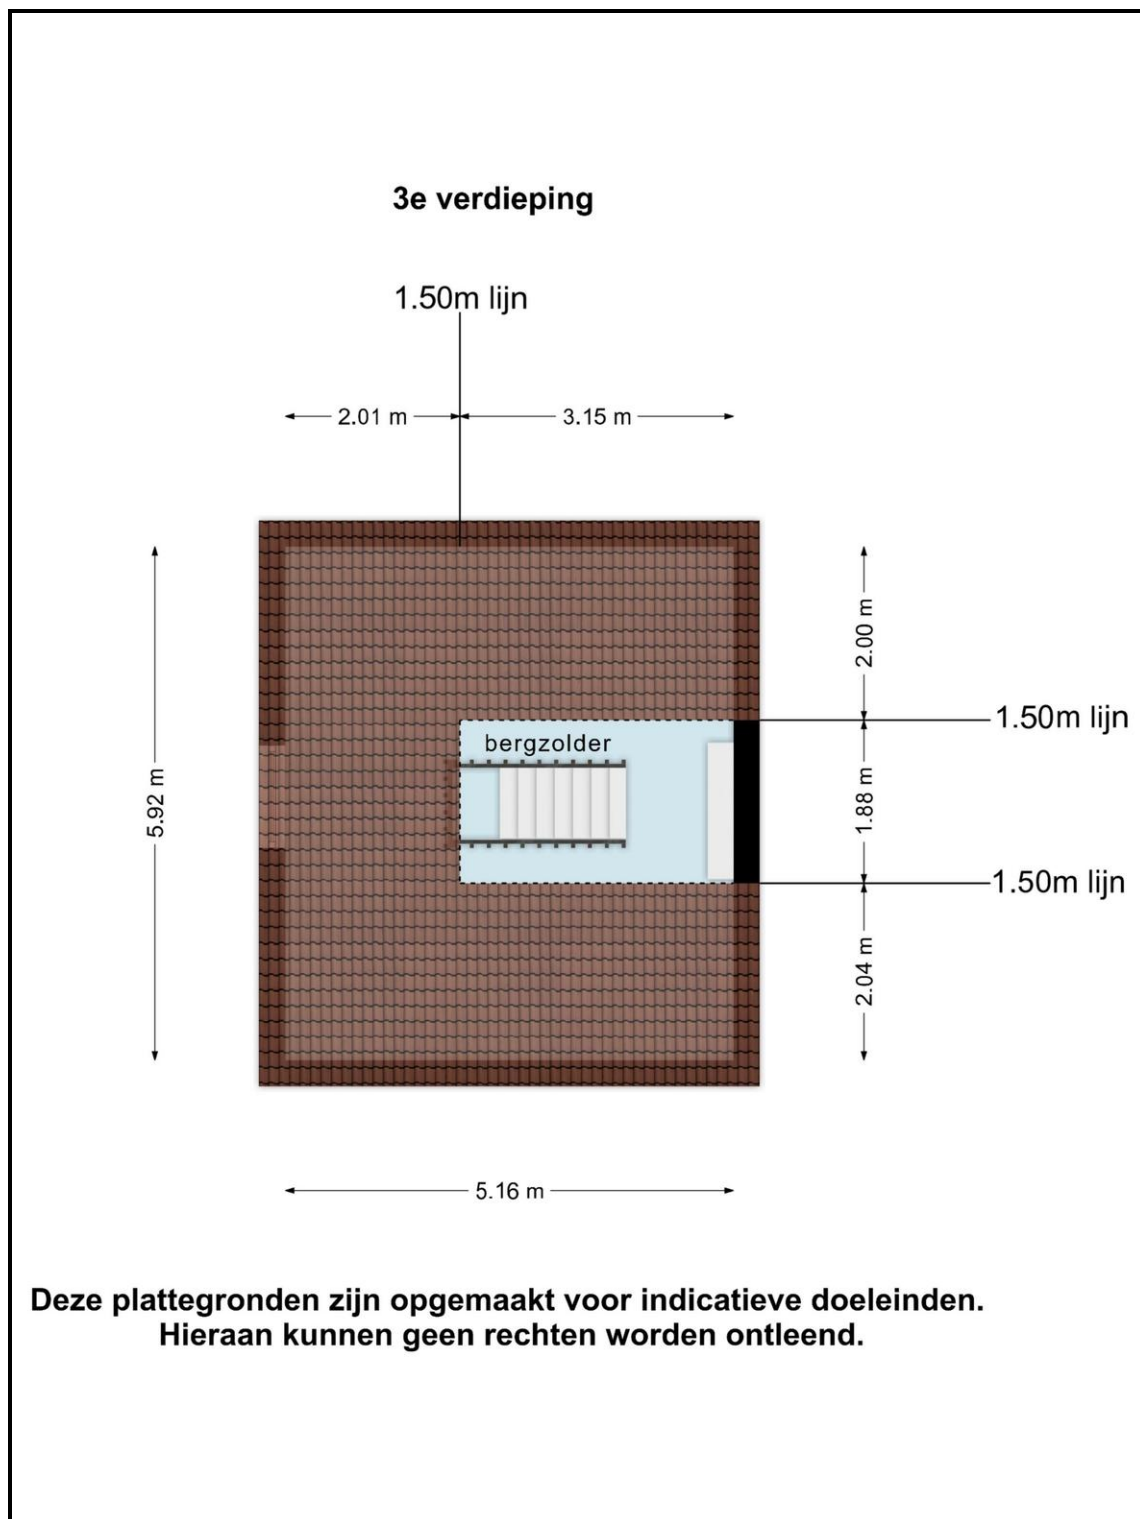 3e verdieping
1.50m lijn
2.01 m
3.15 m
2.00 m
1.50m lijn
bergzolder
5.92 m
1.88 m
1.50m lijn
2.04 m
5.16 m
Deze plattegronden zijn opgemaakt voor indicatieve doeleinden.
Hieraan kunnen geen rechten worden ontleend.